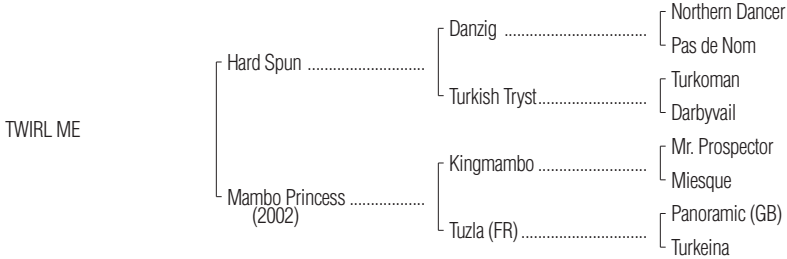 Northern Dancer
Danzig ..................................
Pas de Nom
Hard Spun ............................
Turkoman
Turkish Tryst..........................
Darbyvail
TWIRL ME
Mr. Prospector
Kingmambo ..........................
Miesque
Mambo Princess ..................
(2002)
Panoramic (GB)
Tuzla (FR) ..............................
Turkeina